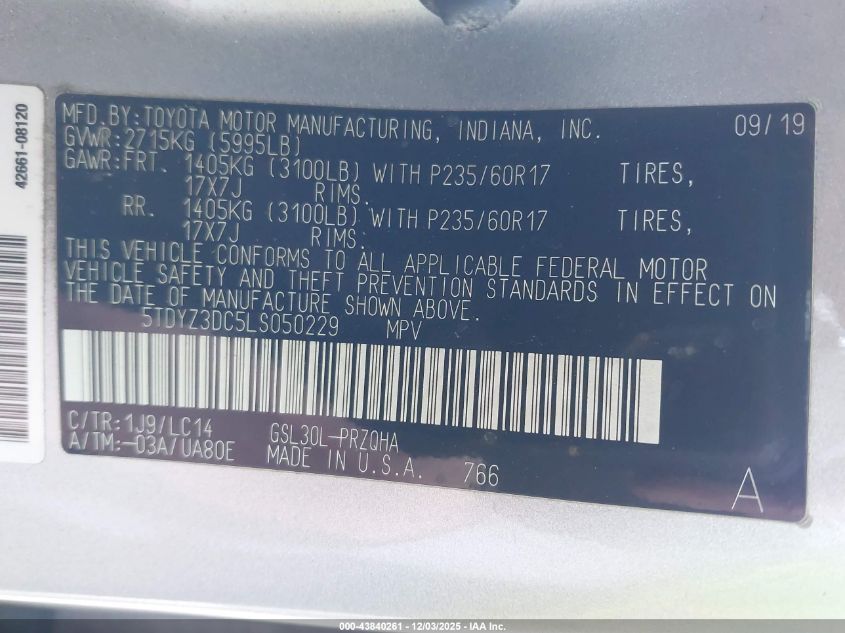 42661-08120
MFD.BY:TOYOTA MOTOR MANUFACTURING, INDIANA, INC. 09/19
GVWR:2715KG (5995LB)
GAWR:FRT. 1405KG (3100LB) WITH P235/60R17 TIRES,
17X7J RIMS.
RR. 1405KG (3100LB) WITH P235/60R17 TIRES,
17X7J RIMS.
THIS VEHICLE CONFORMS TO ALL APPLICABLE FEDERAL MOTOR
VEHICLE SAFETY AND THEFT PREVENTION STANDARDS IN EFFECT ON
THE DATE OF MANUFACTURE SHOWN ABOVE.
5TDYZ3DC5LS050229 MPV
C/TR:1J9/LC14 GSL30L-PRZQHA
A/TM:-03A/UA80E MADE IN U.S.A. 766
A
000-43840261 - 12/03/2025 - IAA Inc.